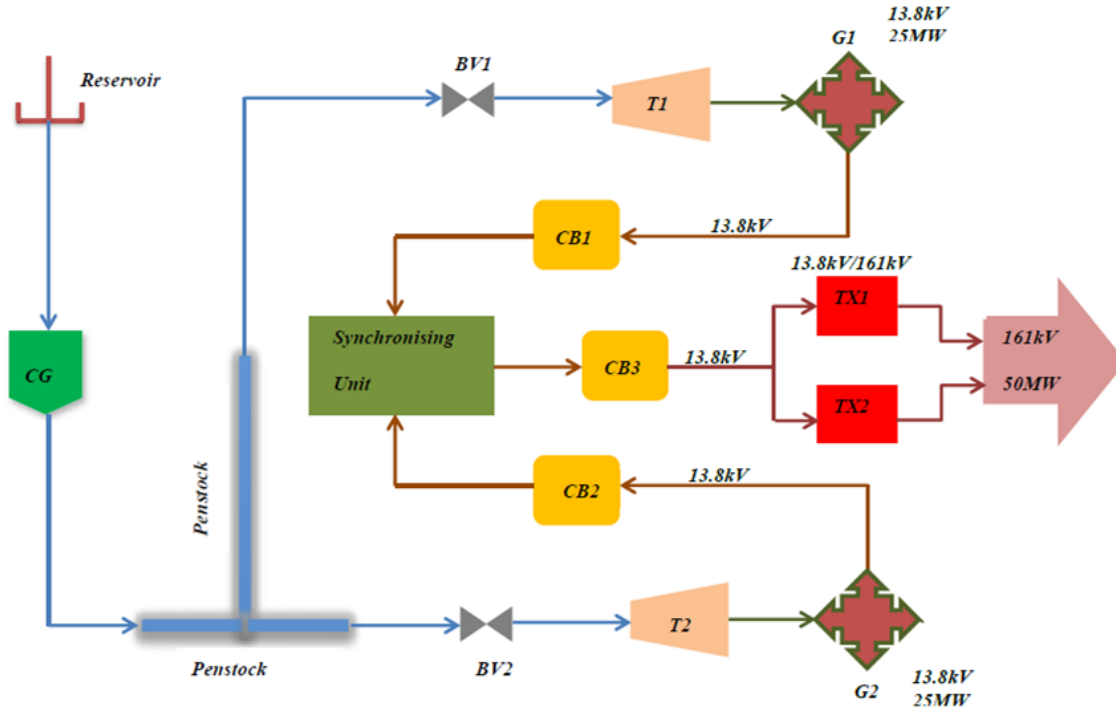 13.8kV
25MW
G1
Reservoir
BV1
T1
CB1
13.8kV
13.8kV/161kV
TX1
Synchronising
Unit
CB3
13.8kV
161kV
50MW
CG
TX2
Penstock
CB2
13.8kV
T2
Penstock
BV2
G2
13.8kV
25MW